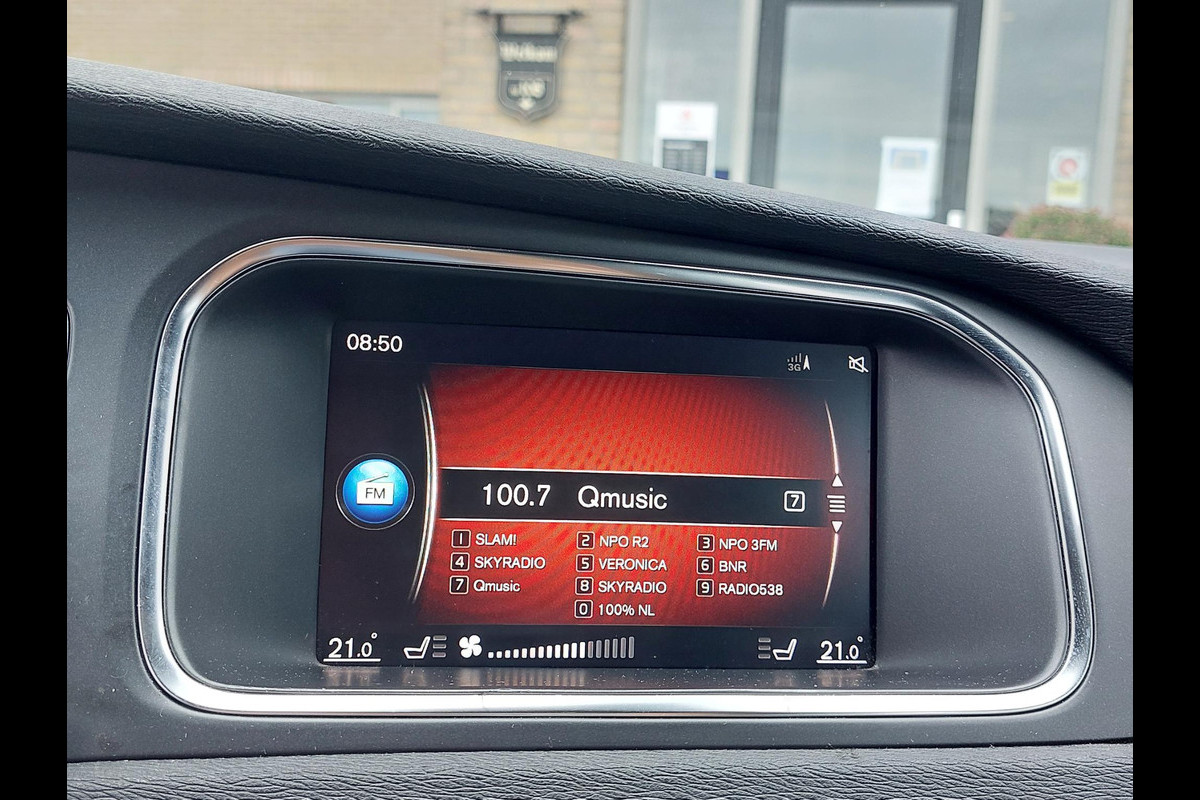 08:50
3G
FM
100.7 Qmusic 7
1 SLAM! 2 NPO R2 3 NPO 3FM
4 SKYRADIO 5 VERONICA 6 BNR
7 Qmusic 8 SKYRADIO 9 RADIO538
0 100% NL
21.0° 21.0°